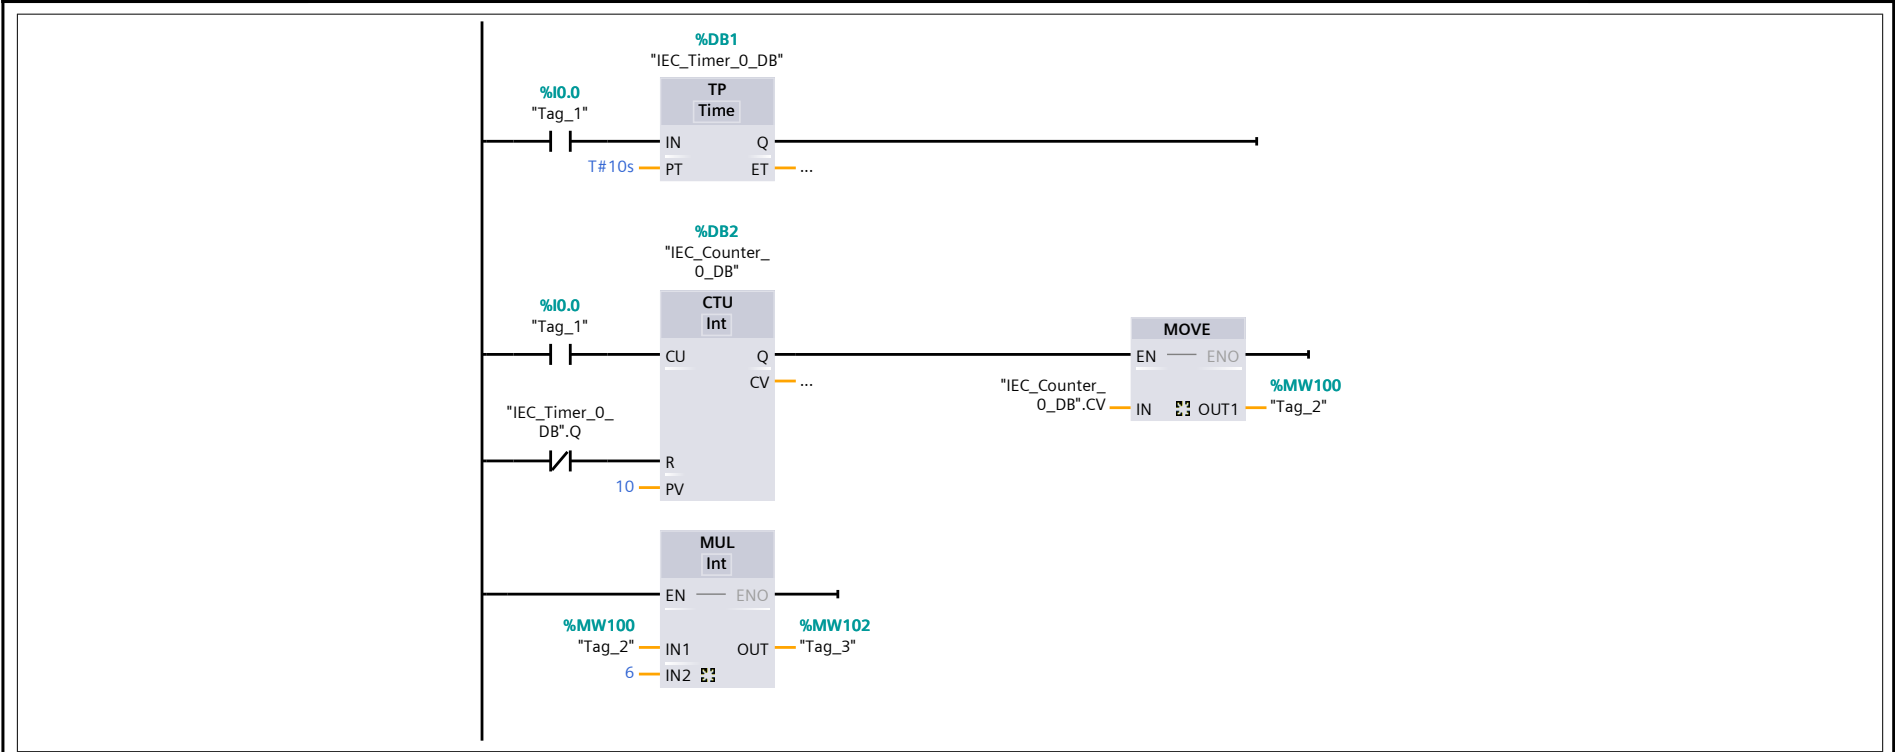 %DB1
"IEC_Timer_0_DB"
TP
Time
%I0.0
"Tag_1"
IN Q
T#10s PT ET ...
%DB2
"IEC_Counter_
0_DB"
CTU
Int
%I0.0
"Tag_1"
CU Q
CV ...
"IEC_Timer_0_
DB".Q
R
10 PV
MOVE
EN ENO
"IEC_Counter_
0_DB".CV
IN OUT1
%MW100
"Tag_2"
MUL
Int
EN ENO
%MW100
"Tag_2"
IN1 OUT
%MW102
"Tag_3"
6 IN2